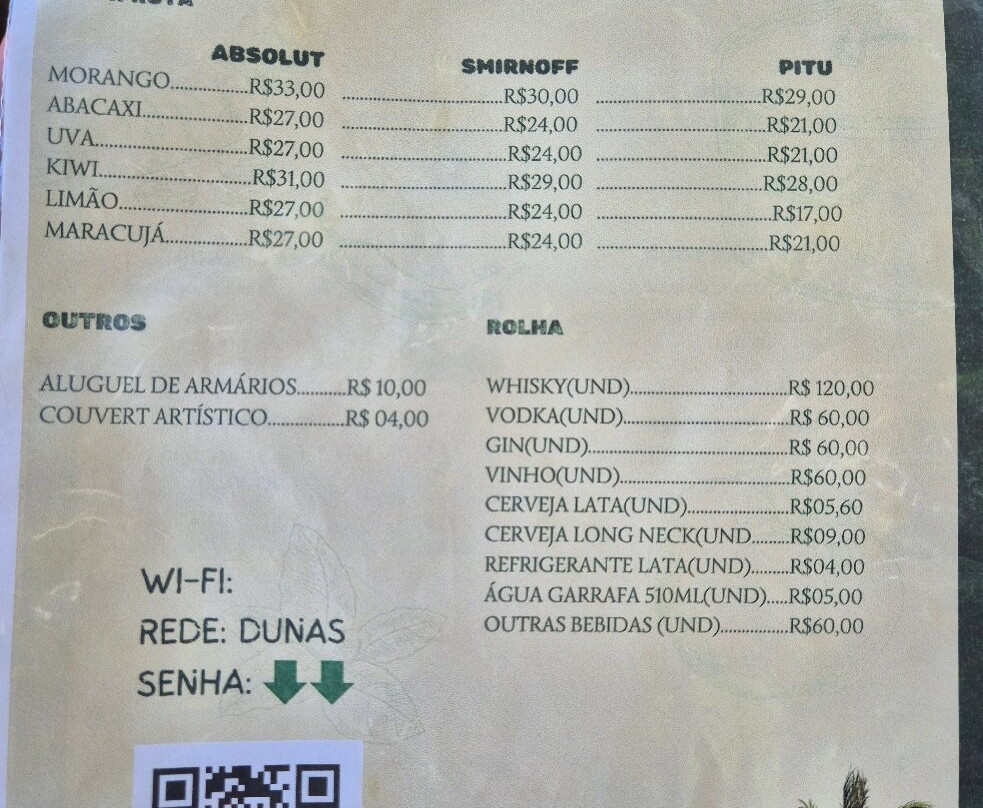 ABSOLUT SMIRNOFF PITU
MORANGO....................R$33,00 ........................................R$30,00 .........................................R$29,00
ABACAXI...........................R$27,00 ........................................R$24,00 ..........................................R$21,00
UVA.......................................R$27,00 .........................................R$24,00 ..........................................R$21,00
KIWI......................................R$31,00 .........................................R$29,00 .........................................R$28,00
LIMÃO................................R$27,00 .........................................R$24,00 ...........................................R$17,00
MARACUJÁ.....................R$27,00 .........................................R$24,00 ..........................................R$21,00
OUTROS
ALUGUEL DE ARMÁRIOS..........R$ 10,00
COUVERT ARTÍSTICO................R$ 04,00
ROLHA
WHISKY(UND).......................................R$ 120,00
VODKA(UND).........................................R$ 60,00
GIN(UND)..................................................R$ 60,00
VINHO(UND)..........................................R$60,00
CERVEJA LATA(UND).........................R$05,60
CERVEJA LONG NECK(UND.........R$09,00
REFRIGERANTE LATA(UND).........R$04,00
ÁGUA GARRAFA 510ML(UND).....R$05,00
OUTRAS BEBIDAS (UND).................R$60,00
WI-FI:
REDE: DUNAS
SENHA: